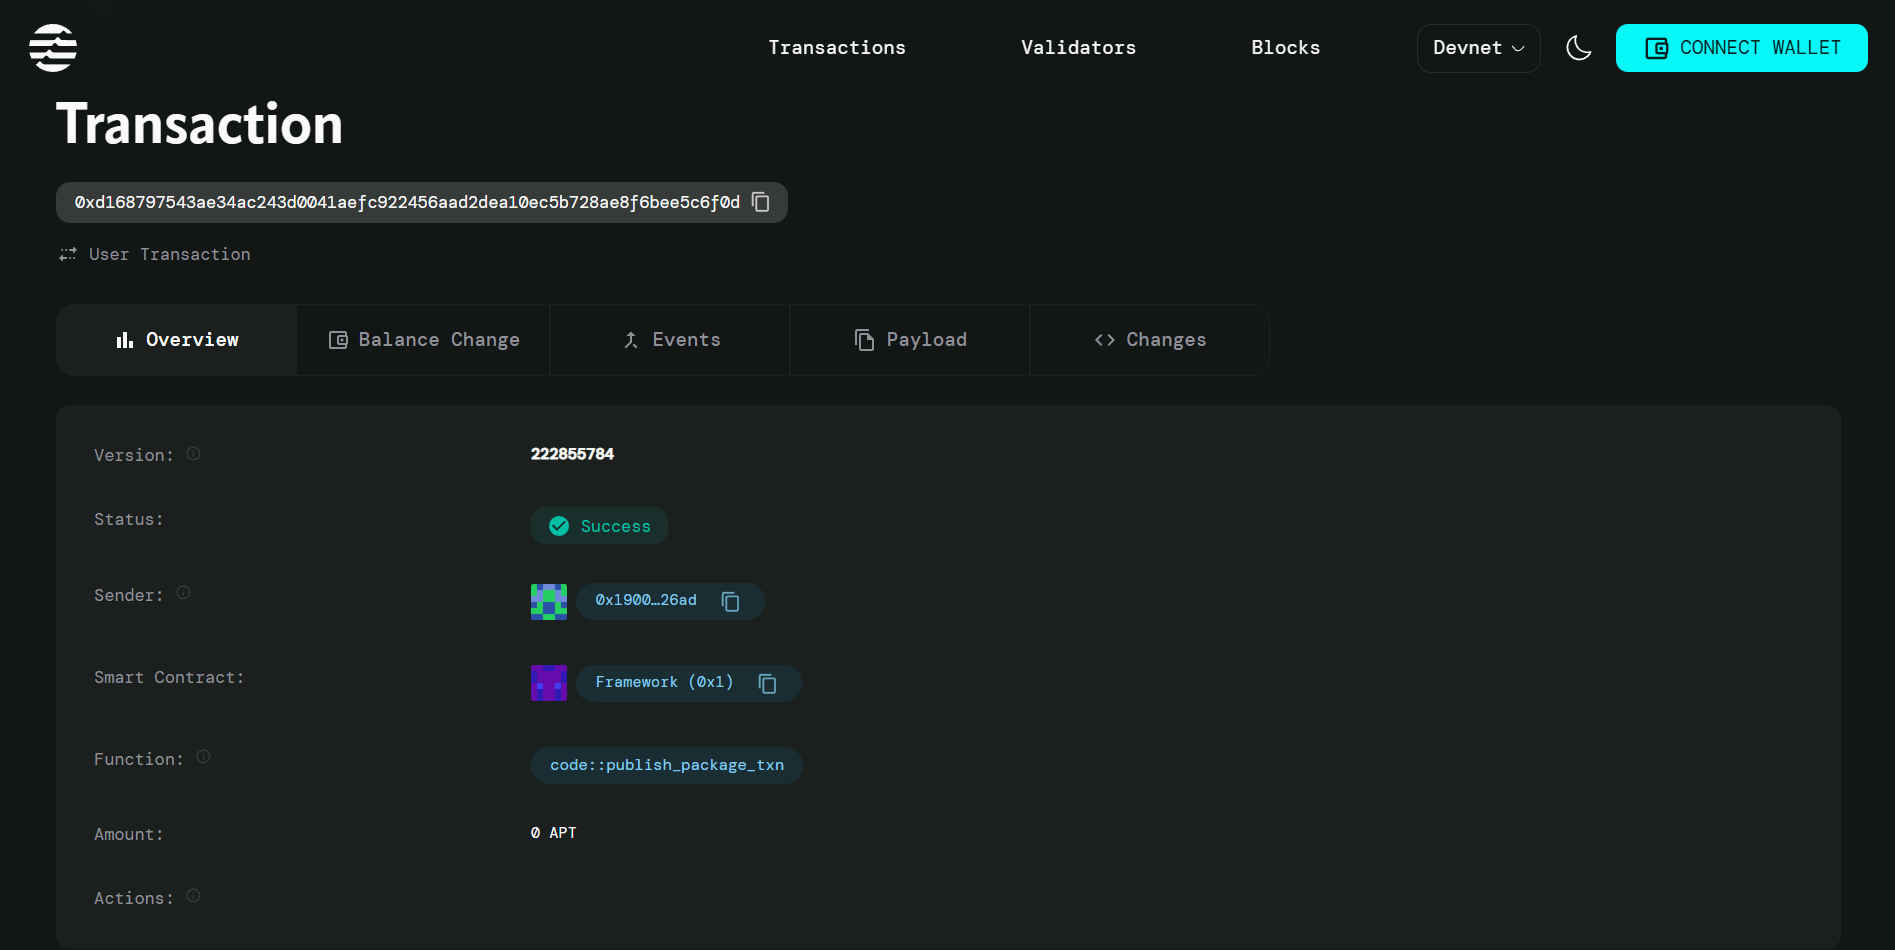 Transactions Validators Blocks Devnet CONNECT WALLET
Transaction
0xd168797543ae34ac243d0041aefc922456aad2dea10ec5b728ae8f6bee5c6f0d
User Transaction
Overview Balance Change Events Payload Changes
Version: 222855784
Status: Success
Sender: 0x1900…26ad
Smart Contract: Framework (0x1)
Function: code::publish_package_txn
Amount: 0 APT
Actions: